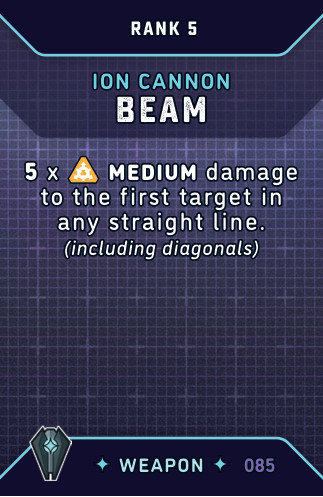 RANK 5
ION CANNON
BEAM
5 x MEDIUM damage
to the first target in
any straight line.
(including diagonals)
WEAPON 085